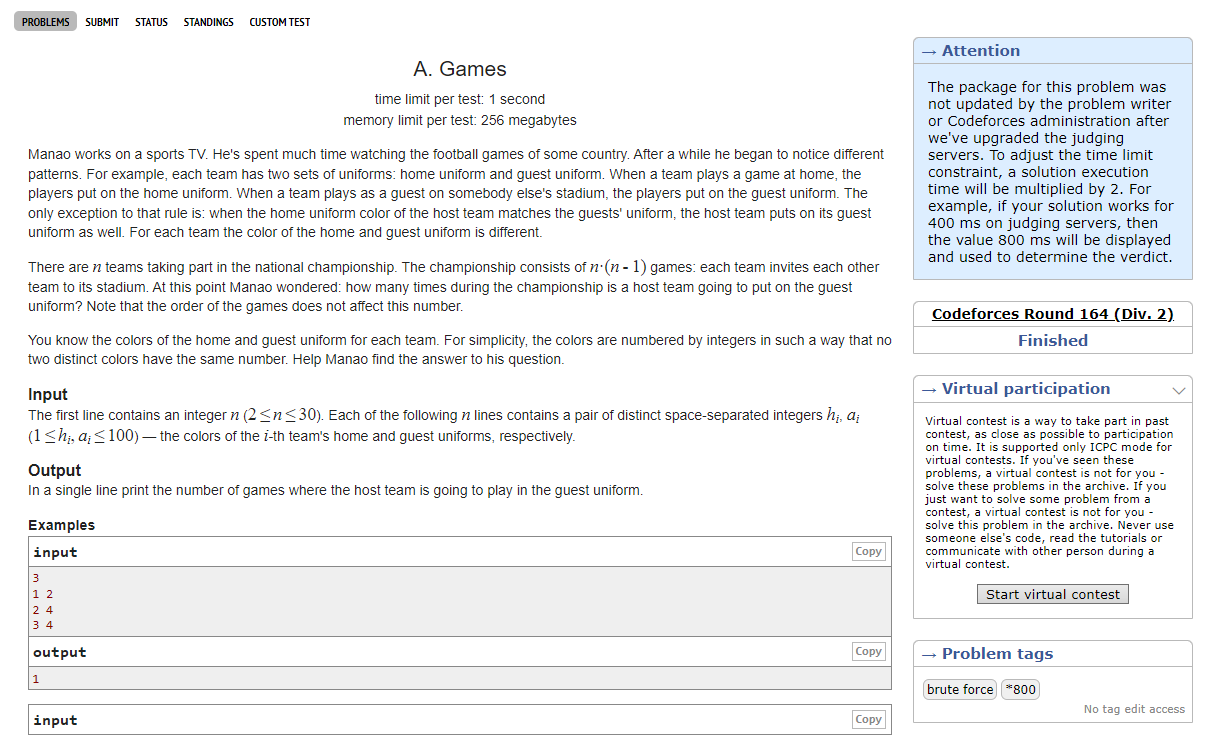 PROBLEMS SUBMIT STATUS STANDINGS CUSTOM TEST
A. Games
time limit per test: 1 second
memory limit per test: 256 megabytes
Manao works on a sports TV. He's spent much time watching the football games of some country. After a while he began to notice different
patterns. For example, each team has two sets of uniforms: home uniform and guest uniform. When a team plays a game at home, the
players put on the home uniform. When a team plays as a guest on somebody else's stadium, the players put on the guest uniform. The
only exception to that rule is: when the home uniform color of the host team matches the guests' uniform, the host team puts on its guest
uniform as well. For each team the color of the home and guest uniform is different.
There are n teams taking part in the national championship. The championship consists of n·(n - 1) games: each team invites each other
team to its stadium. At this point Manao wondered: how many times during the championship is a host team going to put on the guest
uniform? Note that the order of the games does not affect this number.
You know the colors of the home and guest uniform for each team. For simplicity, the colors are numbered by integers in such a way that no
two distinct colors have the same number. Help Manao find the answer to his question.
Input
The first line contains an integer n (2 ≤ n ≤ 30). Each of the following n lines contains a pair of distinct space-separated integers hi, ai
(1 ≤ hi, ai ≤ 100) — the colors of the i-th team's home and guest uniforms, respectively.
Output
In a single line print the number of games where the host team is going to play in the guest uniform.
Examples
input Copy
3
1 2
2 4
3 4
output Copy
1
input Copy
→ Attention
The package for this problem was
not updated by the problem writer
or Codeforces administration after
we've upgraded the judging
servers. To adjust the time limit
constraint, a solution execution
time will be multiplied by 2. For
example, if your solution works for
400 ms on judging servers, then
the value 800 ms will be displayed
and used to determine the verdict.
Codeforces Round 164 (Div. 2)
Finished
→ Virtual participation
Virtual contest is a way to take part in past
contest, as close as possible to participation
on time. It is supported only ICPC mode for
virtual contests. If you've seen these
problems, a virtual contest is not for you -
solve these problems in the archive. If you
just want to solve some problem from a
contest, a virtual contest is not for you -
solve this problem in the archive. Never use
someone else's code, read the tutorials or
communicate with other person during a
virtual contest.
Start virtual contest
→ Problem tags
brute force *800
No tag edit access